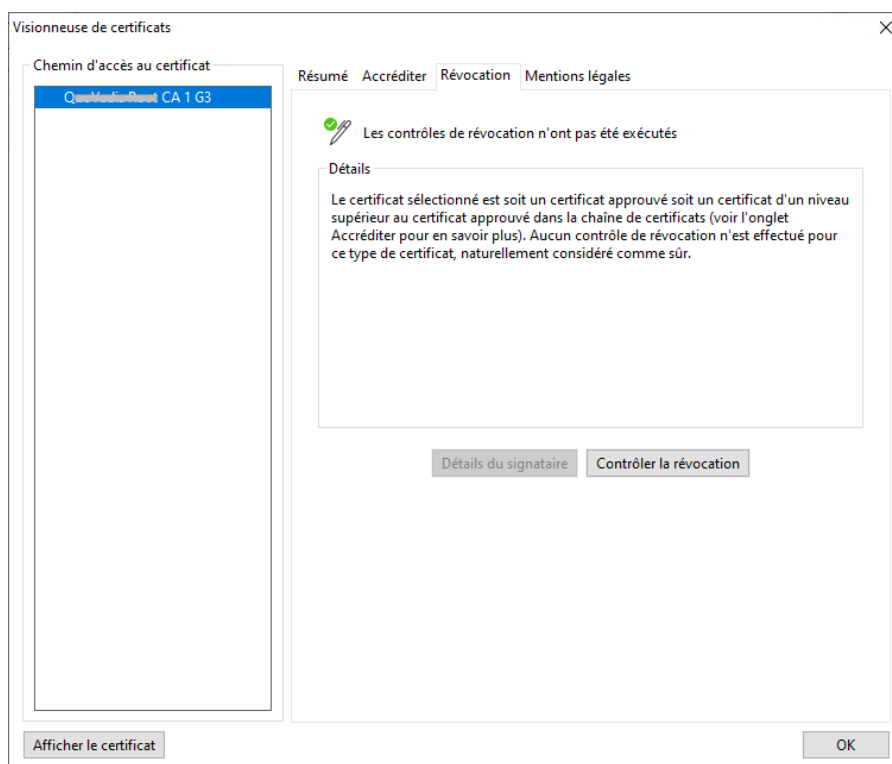 Visionneuse de certificats
Chemin d'accès au certificat
CA 1 G3
Résumé
Accréditer
Révocation
Mentions légales
Les contrôles de révocation n'ont pas été exécutés
Détails
Le certificat sélectionné est soit un certificat approuvé soit un certificat d'un niveau
supérieur au certificat approuvé dans la chaîne de certificats (voir l'onglet
Accréditer pour en savoir plus). Aucun contrôle de révocation n'est effectué pour
ce type de certificat, naturellement considéré comme sûr.
Détails du signataire
Contrôler la révocation
Afficher le certificat
OK